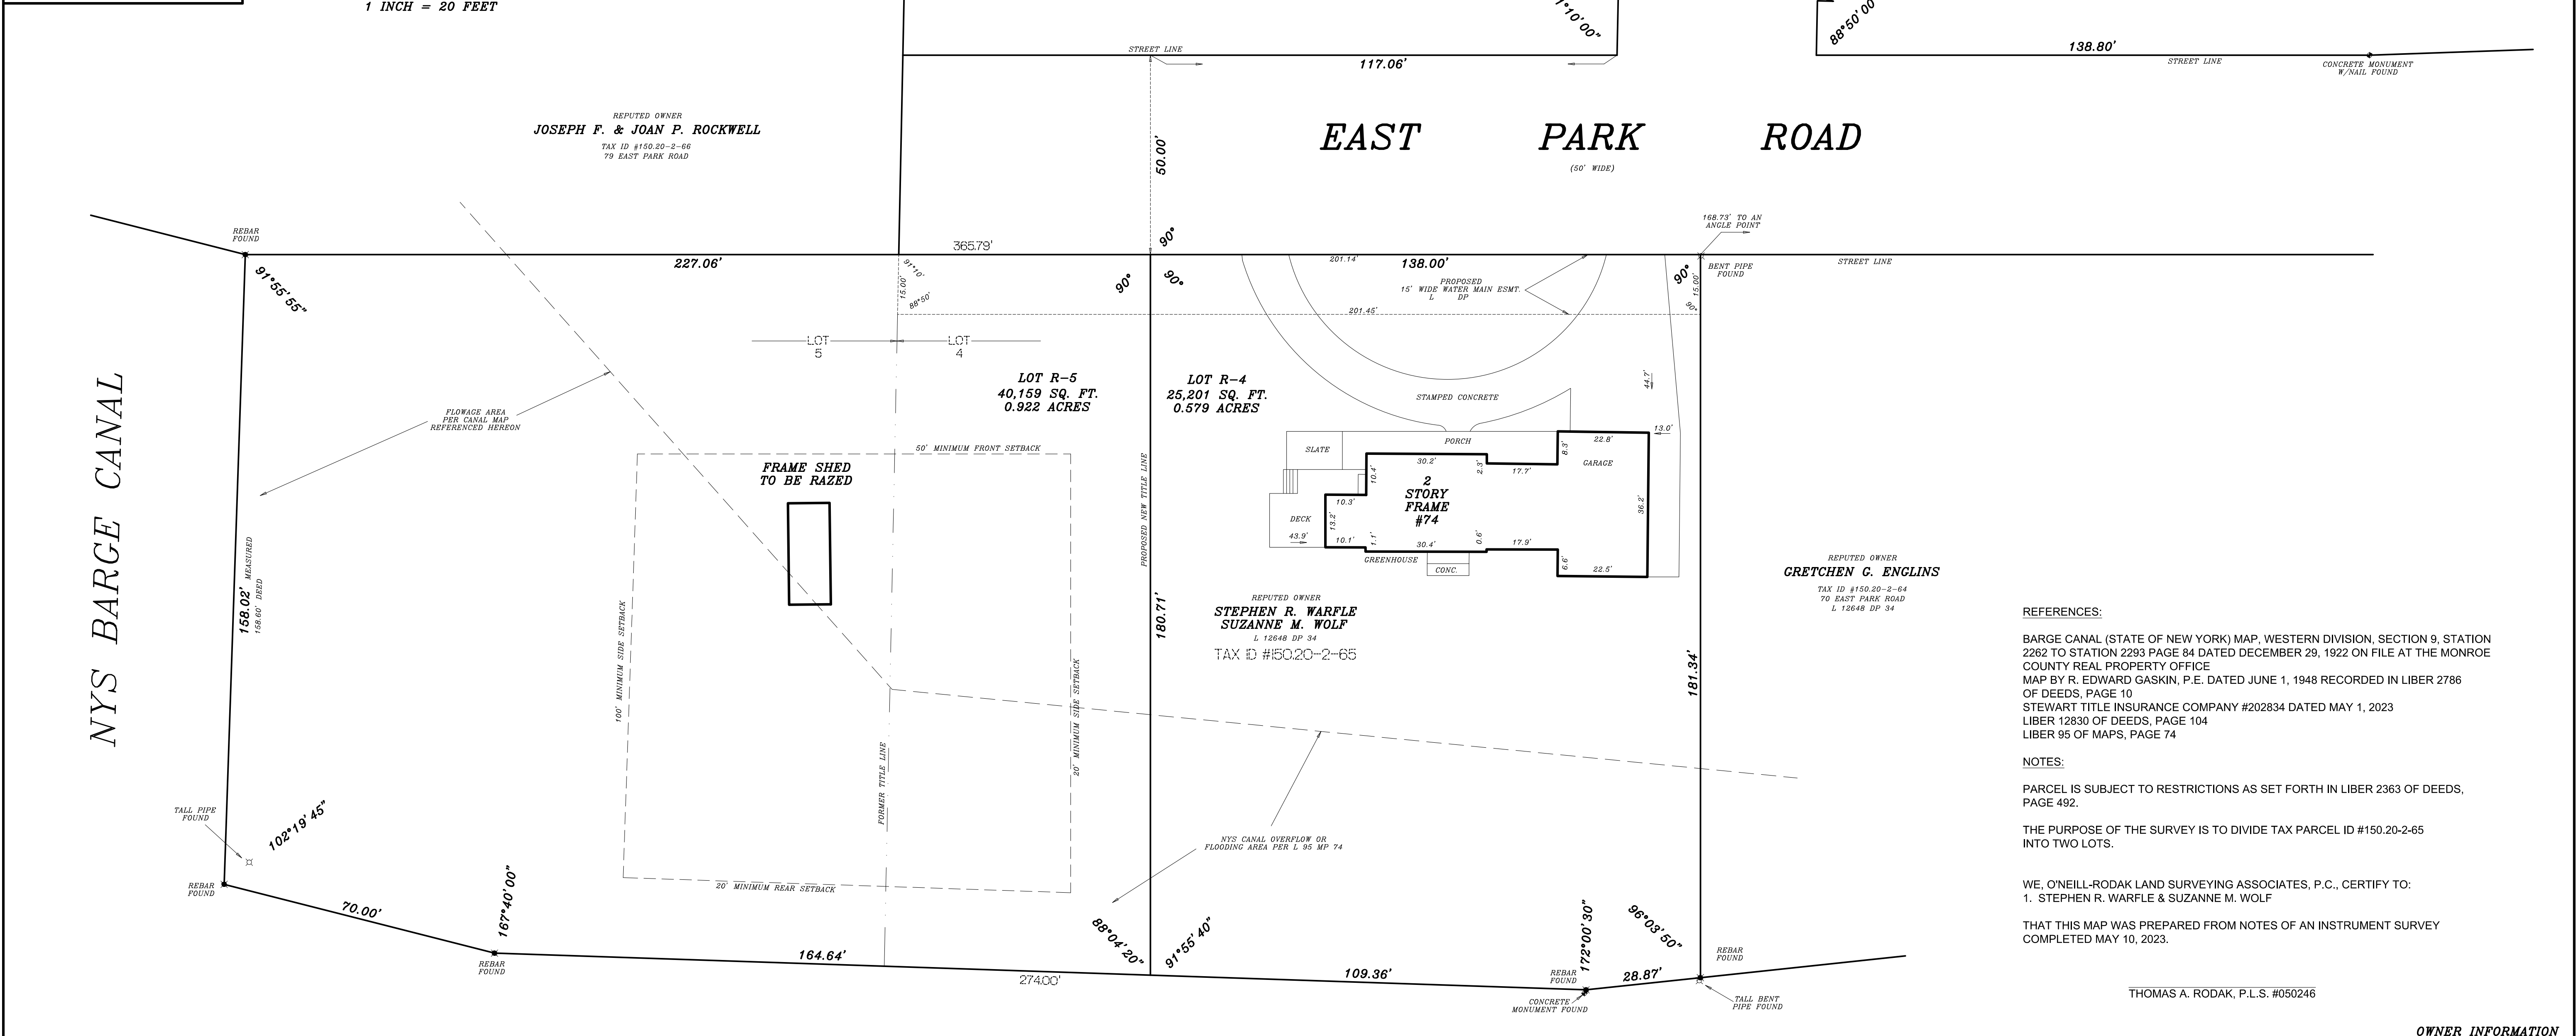 1 INCH = 20 FEET
1°10'00"
88°50'00
STREET LINE
117.06'
138.80'
STREET LINE
CONCRETE MONUMENT
W/NAIL FOUND
REPUTED OWNER
JOSEPH F. & JOAN P. ROCKWELL
TAX ID #150.20-2-66
79 EAST PARK ROAD
50.00'
EAST PARK ROAD
(50' WIDE)
REBAR
FOUND
168.73' TO AN
ANGLE POINT
90°
365.79'
227.06'
201.14'
138.00'
STREET LINE
91°55'55"
91°10'
15.00'
88°50'
90°
90°
PROPOSED
15' WIDE WATER MAIN ESMT.
L DP
90°
15.00'
90°
BENT PIPE
FOUND
201.45'
LOT
5
LOT
4
LOT R-5
40,159 SQ. FT.
0.922 ACRES
LOT R-4
25,201 SQ. FT.
0.579 ACRES
44.7'
STAMPED CONCRETE
NYS BARGE CANAL
FLOWAGE AREA
PER CANAL MAP
REFERENCED HEREON
50' MINIMUM FRONT SETBACK
FRAME SHED
TO BE RAZED
PROPOSED NEW TITLE LINE
SLATE
PORCH
13.0'
22.8'
8.3'
GARAGE
30.2'
10.4'
2.3'
17.7'
2
STORY
FRAME
#74
10.3'
36.2'
DECK
13.2'
43.9'
10.1'
1.1'
30.4'
0.6'
17.9'
6.6'
22.5'
GREENHOUSE
CONC.
158.02' MEASURED
158.60' DEED
100' MINIMUM SIDE SETBACK
180.71'
REPUTED OWNER
STEPHEN R. WARFLE
SUZANNE M. WOLF
L 12648 DP 34
TAX ID #150.20-2-65
REPUTED OWNER
GRETCHEN G. ENGLINS
TAX ID #150.20-2-64
70 EAST PARK ROAD
L 12648 DP 34
181.34'
20' MINIMUM SIDE SETBACK
FORMER TITLE LINE
REFERENCES:
BARGE CANAL (STATE OF NEW YORK) MAP, WESTERN DIVISION, SECTION 9, STATION
2262 TO STATION 2293 PAGE 84 DATED DECEMBER 29, 1922 ON FILE AT THE MONROE
COUNTY REAL PROPERTY OFFICE
MAP BY R. EDWARD GASKIN, P.E. DATED JUNE 1, 1948 RECORDED IN LIBER 2786
OF DEEDS, PAGE 10
STEWART TITLE INSURANCE COMPANY #202834 DATED MAY 1, 2023
LIBER 12830 OF DEEDS, PAGE 104
LIBER 95 OF MAPS, PAGE 74
NOTES:
PARCEL IS SUBJECT TO RESTRICTIONS AS SET FORTH IN LIBER 2363 OF DEEDS,
PAGE 492.
THE PURPOSE OF THE SURVEY IS TO DIVIDE TAX PARCEL ID #150.20-2-65
INTO TWO LOTS.
WE, O'NEILL-RODAK LAND SURVEYING ASSOCIATES, P.C., CERTIFY TO:
1. STEPHEN R. WARFLE & SUZANNE M. WOLF
THAT THIS MAP WAS PREPARED FROM NOTES OF AN INSTRUMENT SURVEY
COMPLETED MAY 10, 2023.
THOMAS A. RODAK, P.L.S. #050246
TALL PIPE
FOUND
102°19'45"
NYS CANAL OVERFLOW OR
FLOODING AREA PER L 95 MP 74
REBAR
FOUND
20' MINIMUM REAR SETBACK
70.00'
167°40'00"
REBAR
FOUND
164.64'
274.00'
88°04'20"
91°55'40"
109.36'
172°00'30"
96°03'50"
REBAR
FOUND
REBAR
FOUND
28.87'
CONCRETE
MONUMENT FOUND
TALL BENT
PIPE FOUND
OWNER INFORMATION